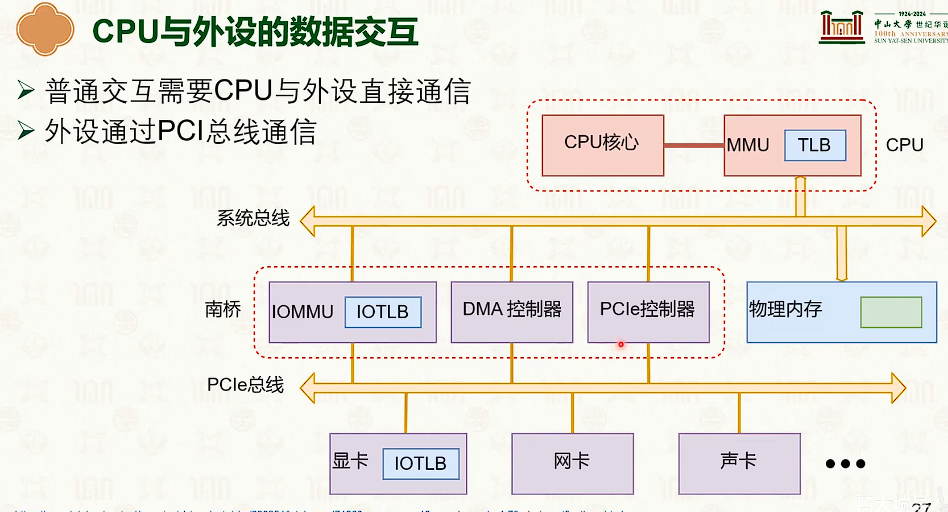 CPU与外设的数据交互
1924-2024
中山大学 世纪华诞
100th ANNIVERSARY
SUN YAT-SEN UNIVERSITY
普通交互需要CPU与外设直接通信
外设通过PCI总线通信
CPU核心
MMU
TLB
CPU
系统总线
南桥
IOMMU
IOTLB
DMA 控制器
PCIe控制器
物理内存
PCIe总线
显卡
IOTLB
网卡
声卡
•••
27